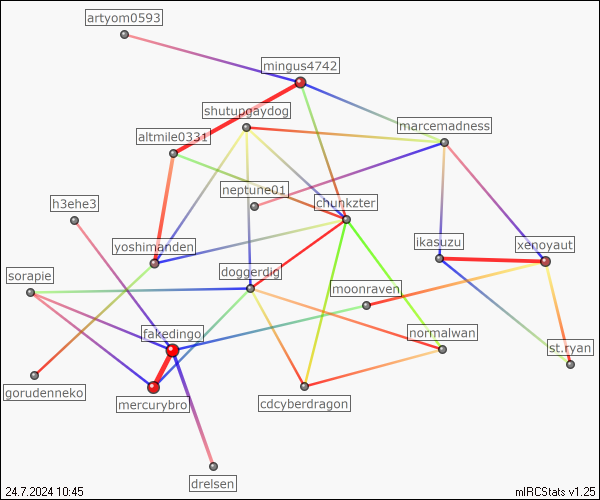 artyom0593
mingus4742
shutupgaydog
marcemadness
altmile0331
neptune01
chunkzter
h3ehe3
ikasuzu
xenoyaut
yoshimanden
doggerdig
sorapie
moonraven
fakedingo
normalwan
st.ryan
gorudenneko
mercurybro
cdcyberdragon
drelsen
24.7.2024 10:45
mIRCStats v1.25